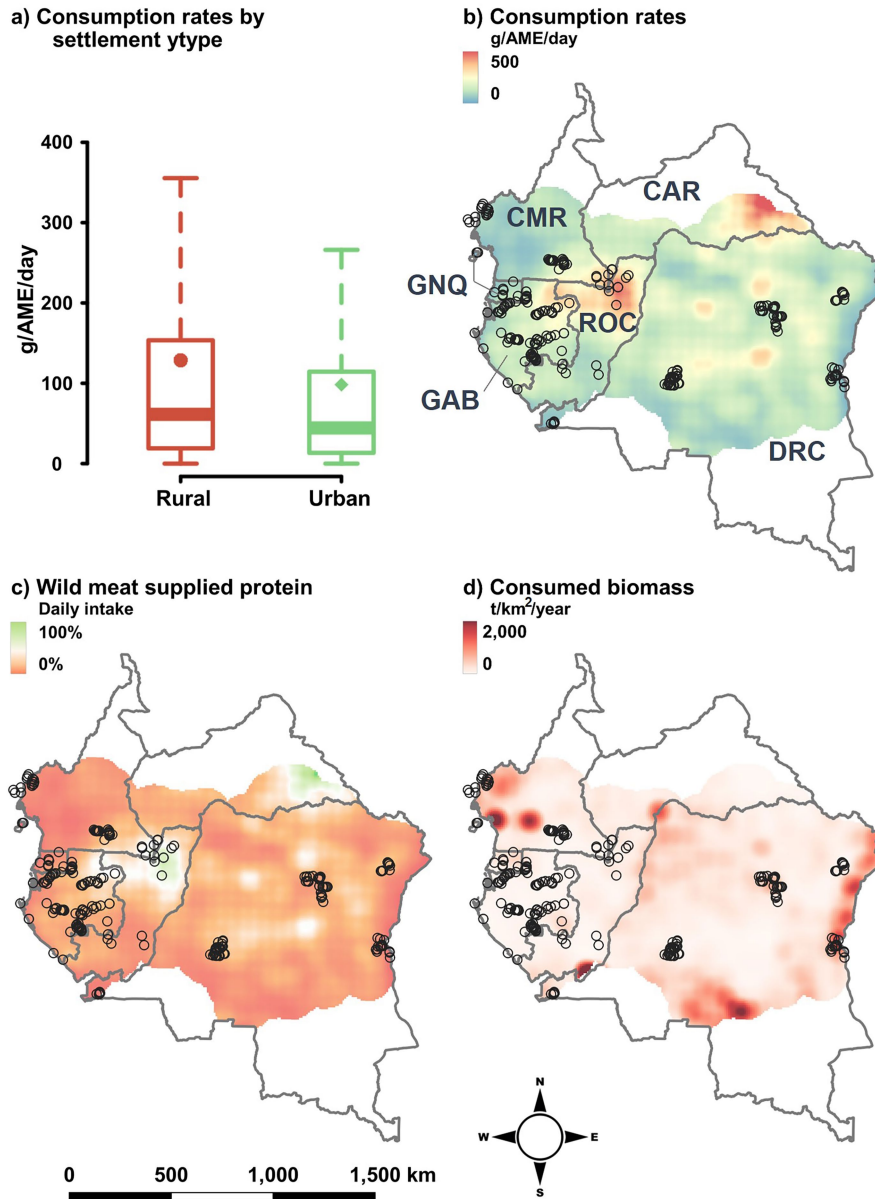 a) Consumption rates by
settlement ytype
g/AME/day
400
300
200
100
0
Rural
Urban
b) Consumption rates
g/AME/day
500
0
CAR
CMR
GNQ
ROC
GAB
DRC
c) Wild meat supplied protein
Daily intake
100%
0%
d) Consumed biomass
t/km²/year
2,000
0
N
W
E
S
0 500 1,000 1,500 km